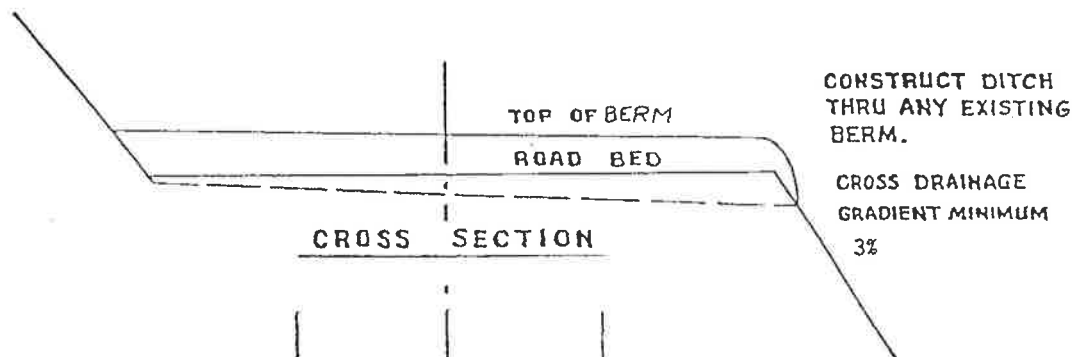 TOP OF BERM
ROAD BED
CROSS SECTION
CONSTRUCT DITCH
THRU ANY EXISTING
BERM.
CROSS DRAINAGE
GRADIENT MINIMUM
3%